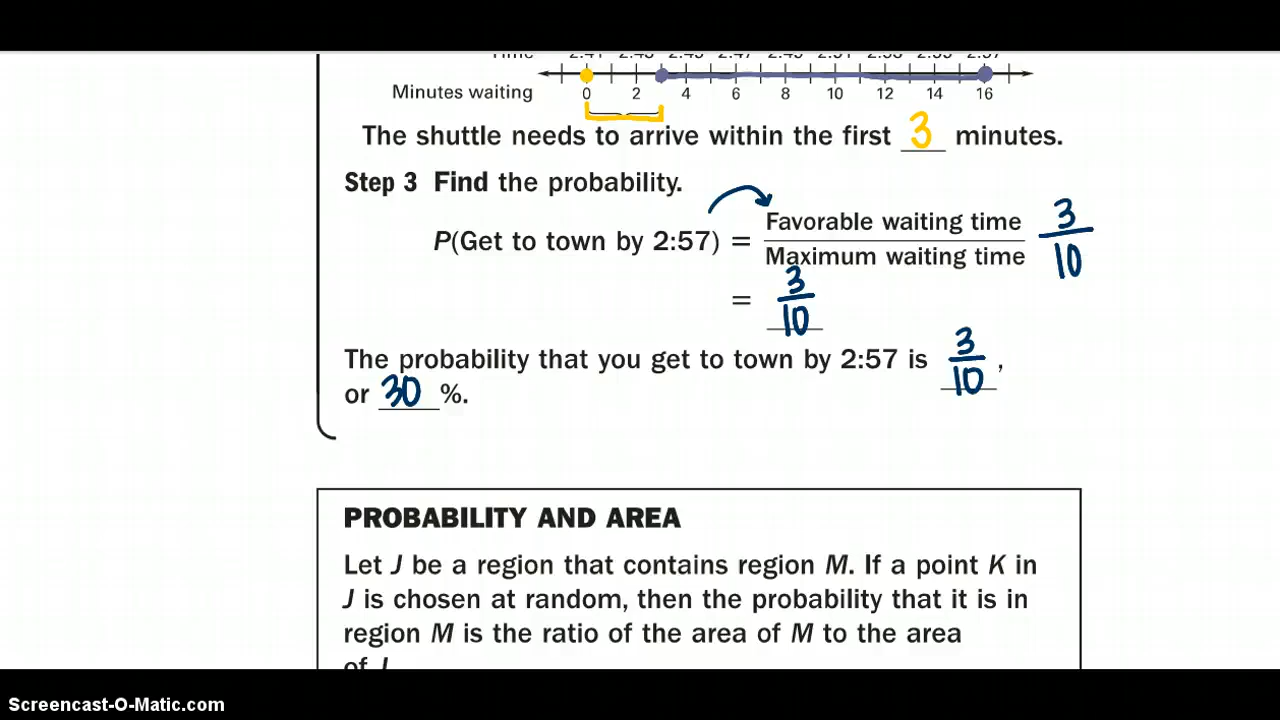 Minutes waiting 0 2 4 6 8 10 12 14 16
The shuttle needs to arrive within the first 3 minutes.
Step 3 Find the probability.
P(Get to town by 2:57) = Favorable waiting time / Maximum waiting time 3/10
= 3/10
The probability that you get to town by 2:57 is 3/10,
or 30 %.
PROBABILITY AND AREA
Let J be a region that contains region M. If a point K in
J is chosen at random, then the probability that it is in
region M is the ratio of the area of M to the area
of J
Screencast-O-Matic.com